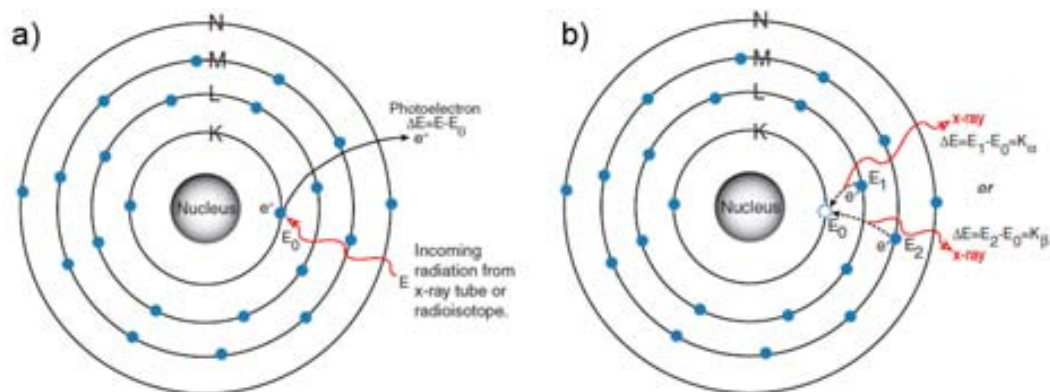 a)
N
M
L
K
Nucleus
e⁻
E₀
Photoelectron
ΔE=E-E₀
e⁻
E
Incoming
radiation from
x-ray tube or
radioisotope.
b)
N
M
L
K
Nucleus
E₀
e⁻
E₁
x-ray
ΔE=E₁-E₀=Kα
or
e⁻
E₂
ΔE=E₂-E₀=Kβ
x-ray